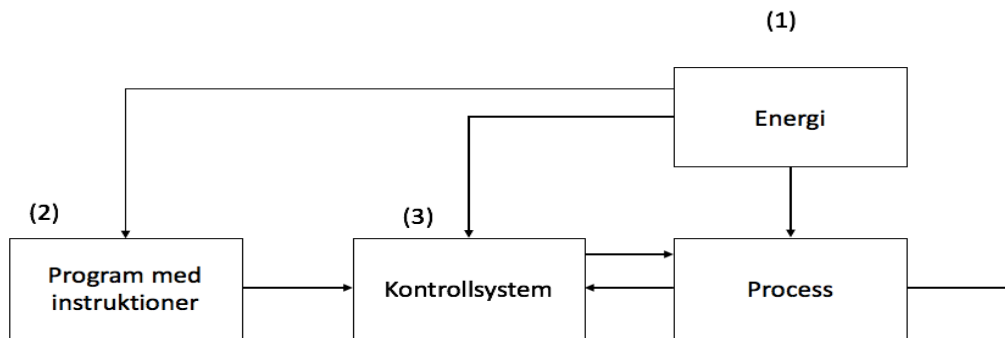 (1)
Energi
(2)
(3)
Program med
instruktioner
Kontrollsystem
Process